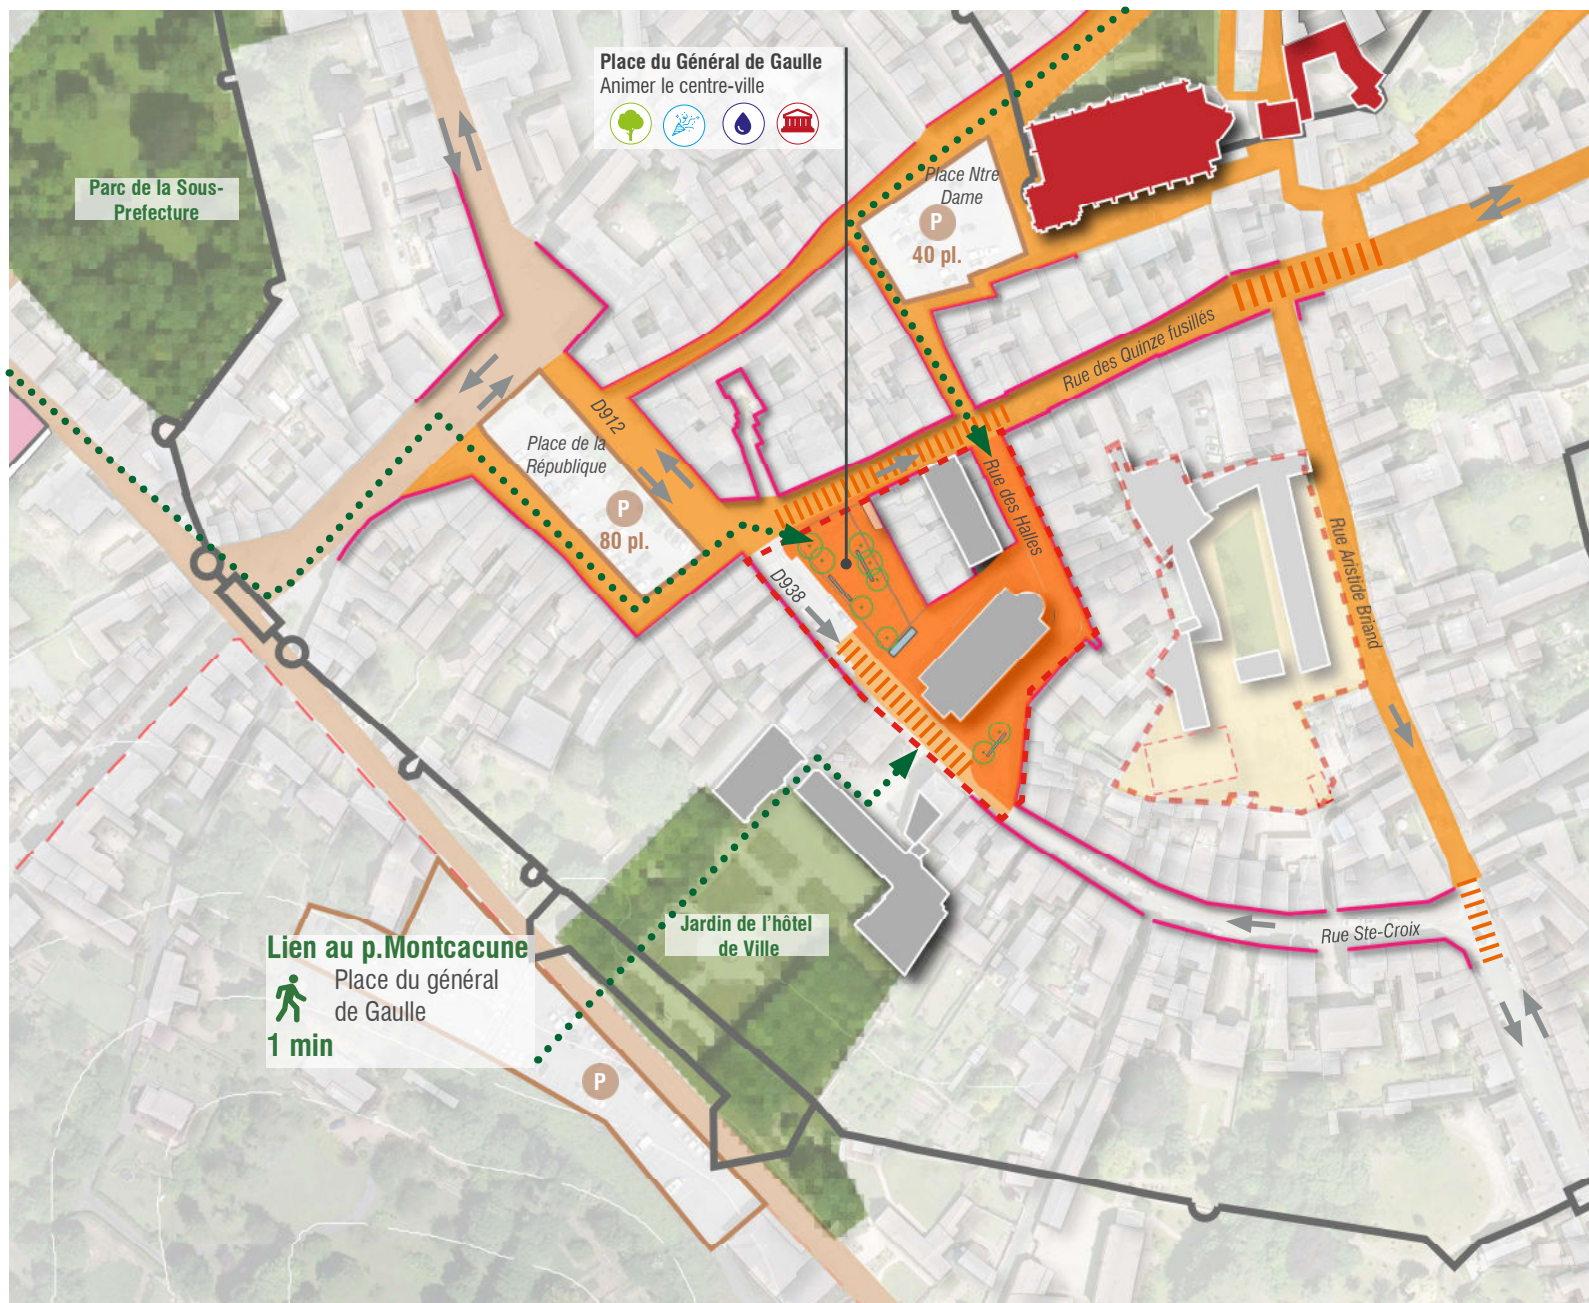 Place du Général de Gaulle
Animer le centre-ville
Parc de la Sous-
Prefecture
Place Ntre
Dame
P
40 pl.
Rue des Quinze fusillés
D912
Place de la
République
P
80 pl.
Rue des Halles
Rue Aristide Briand
D938
Jardin de l'hôtel
de Ville
Rue Ste-Croix
Lien au p.Montcacune
Place du général
de Gaulle
1 min
P